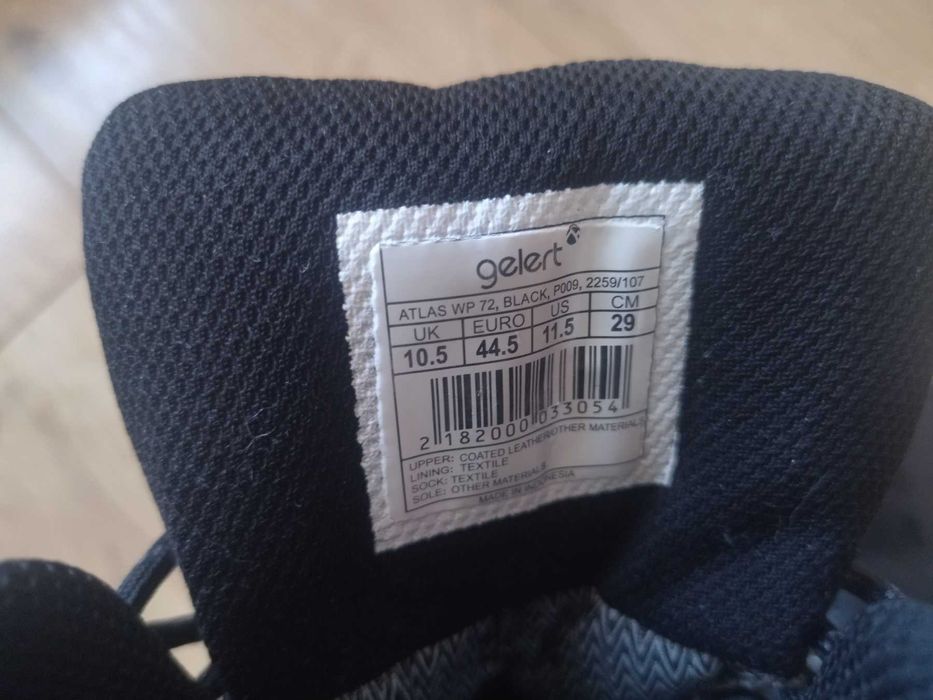 gelert
ATLAS WP 72, BLACK, P009, 2259/107
UK EURO US CM
10.5 44.5 11.5 29
2 182000 033054
UPPER: COATED LEATHER/OTHER MATERIALS
LINING: TEXTILE
SOCK: TEXTILE
SOLE: OTHER MATERIALS
MADE IN INDONESIA